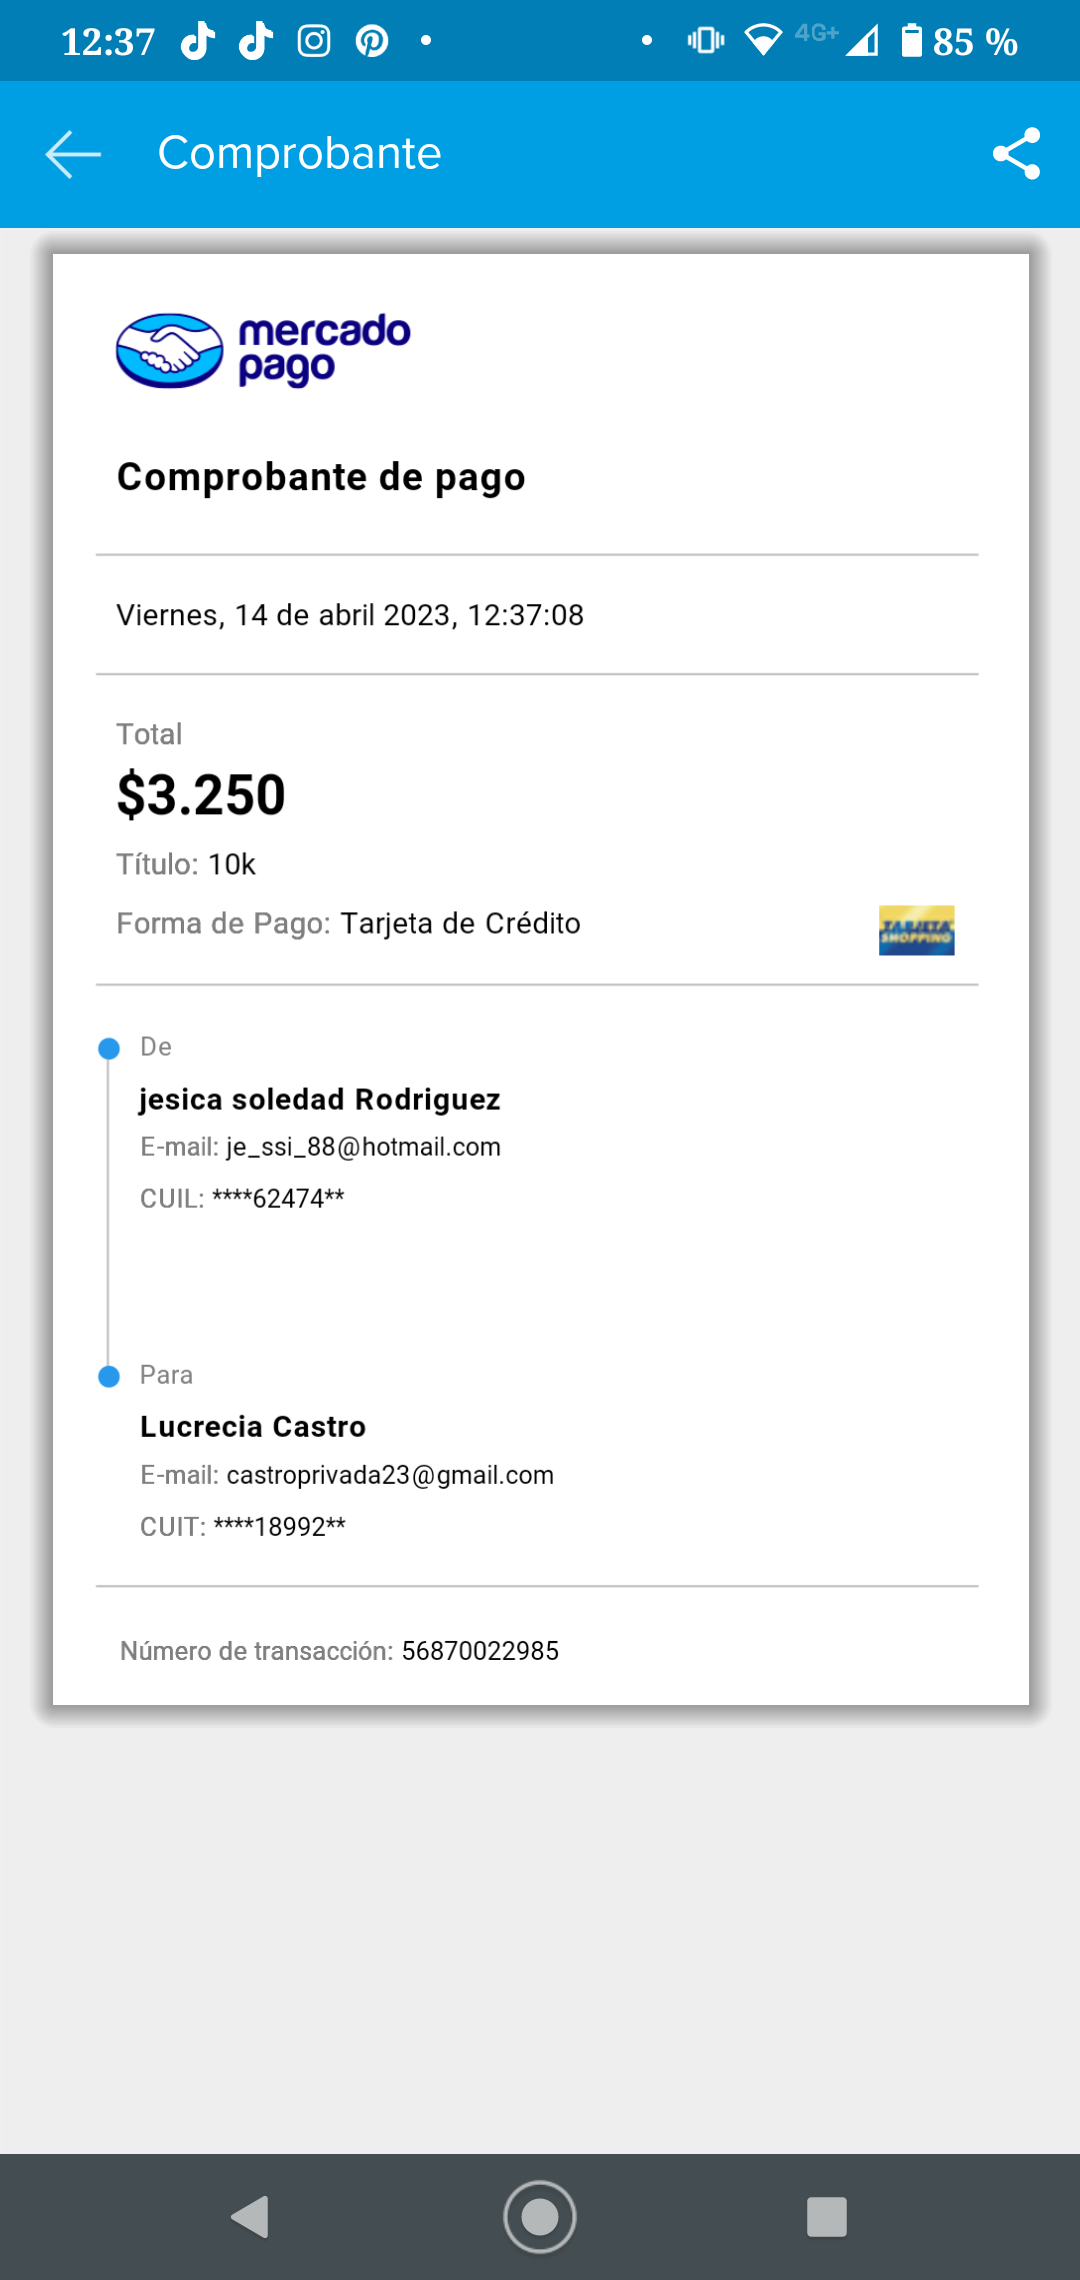 12:37 4G+ 85 %
Comprobante
mercado
pago
Comprobante de pago
Viernes, 14 de abril 2023, 12:37:08
Total
$3.250
Título: 10k
Forma de Pago: Tarjeta de Crédito
TARJETA
SHOPPING
De
jesica soledad Rodriguez
E-mail: je_ssi_88@hotmail.com
CUIL: ****62474**
Para
Lucrecia Castro
E-mail: castroprivada23@gmail.com
CUIT: ****18992**
Número de transacción: 56870022985